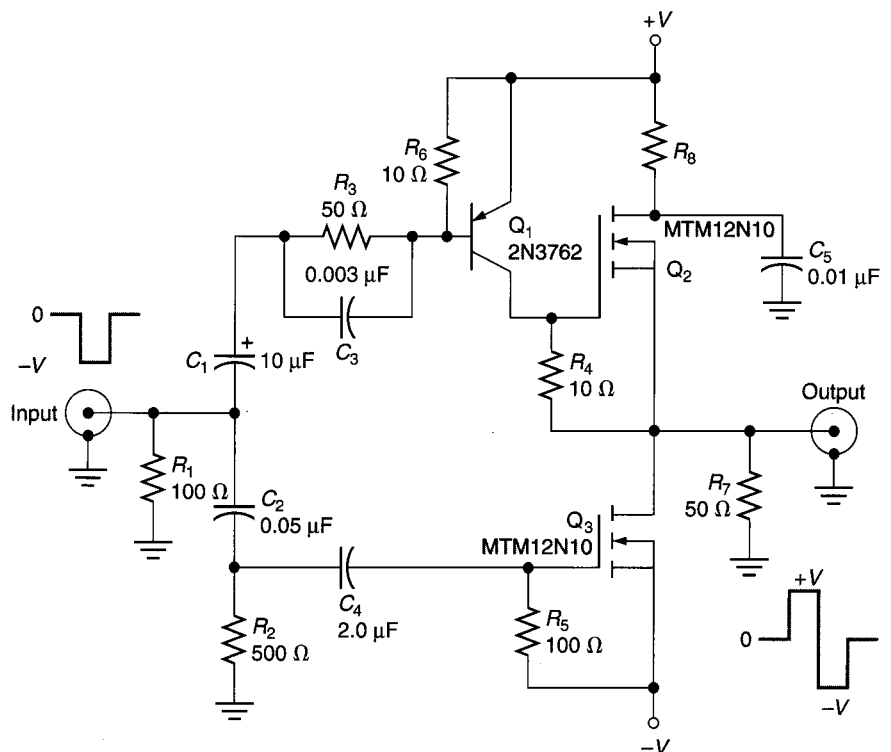 +V
R6
10 Ω
R8
R3
50 Ω
Q1
2N3762
MTM12N10
C5
0.01 µF
Q2
0.003 µF
C3
0
−V
C1
+
10 µF
R4
10 Ω
Input
Output
R1
100 Ω
C2
0.05 µF
R7
50 Ω
Q3
MTM12N10
C4
2.0 µF
R2
500 Ω
R5
100 Ω
+V
0
−V
−V